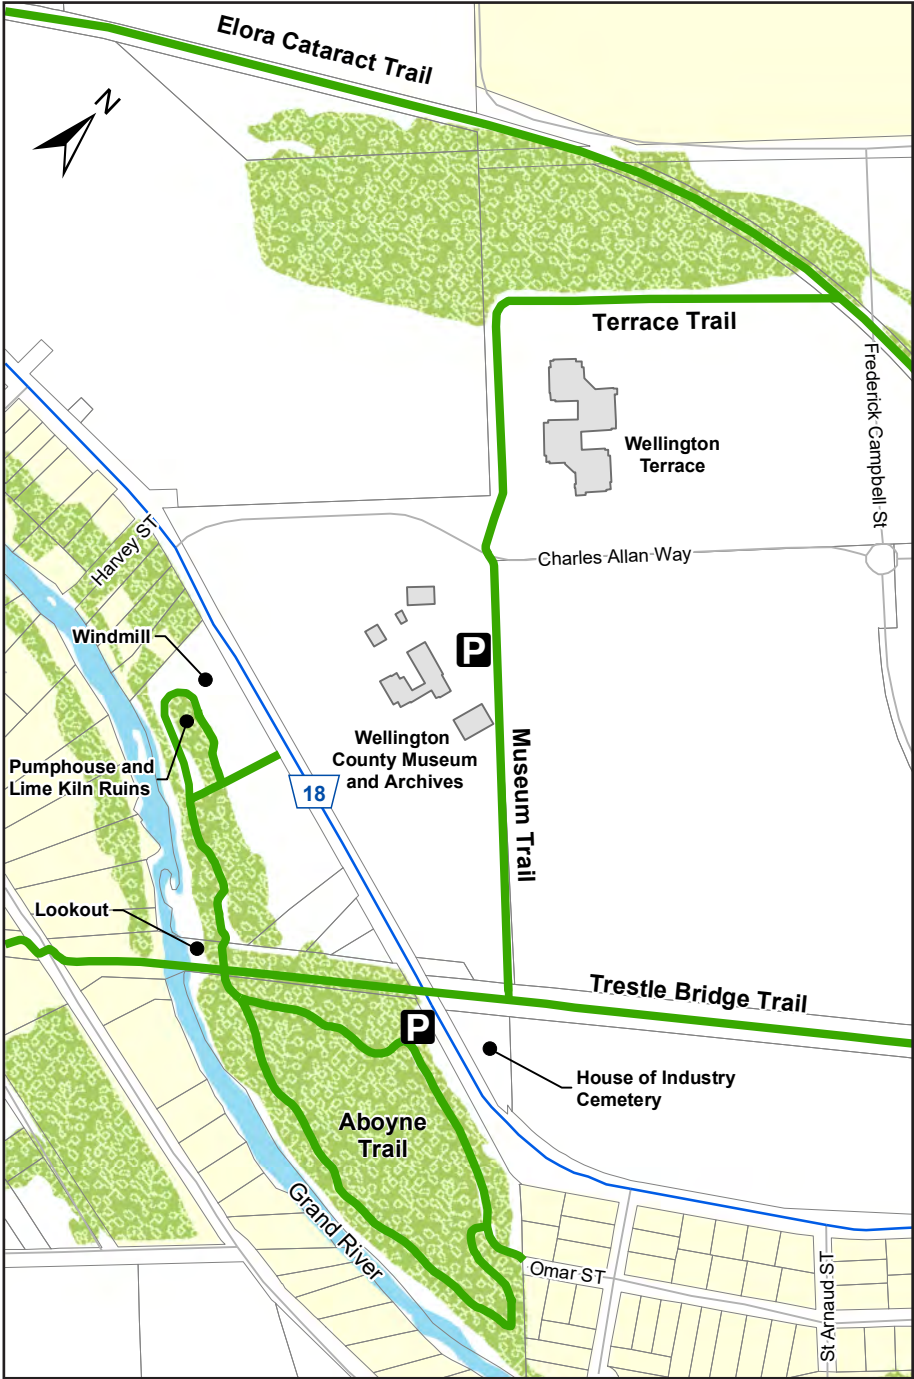 Elora Cataract Trail
N
Terrace Trail
Frederick Campbell St
Wellington
Terrace
Harvey ST
Charles Allan Way
Windmill
P
Wellington
County Museum
and Archives
Museum Trail
Pumphouse and
Lime Kiln Ruins
18
Lookout
Trestle Bridge Trail
P
House of Industry
Cemetery
Aboyne
Trail
Grand River
Omar ST
St Arnaud ST